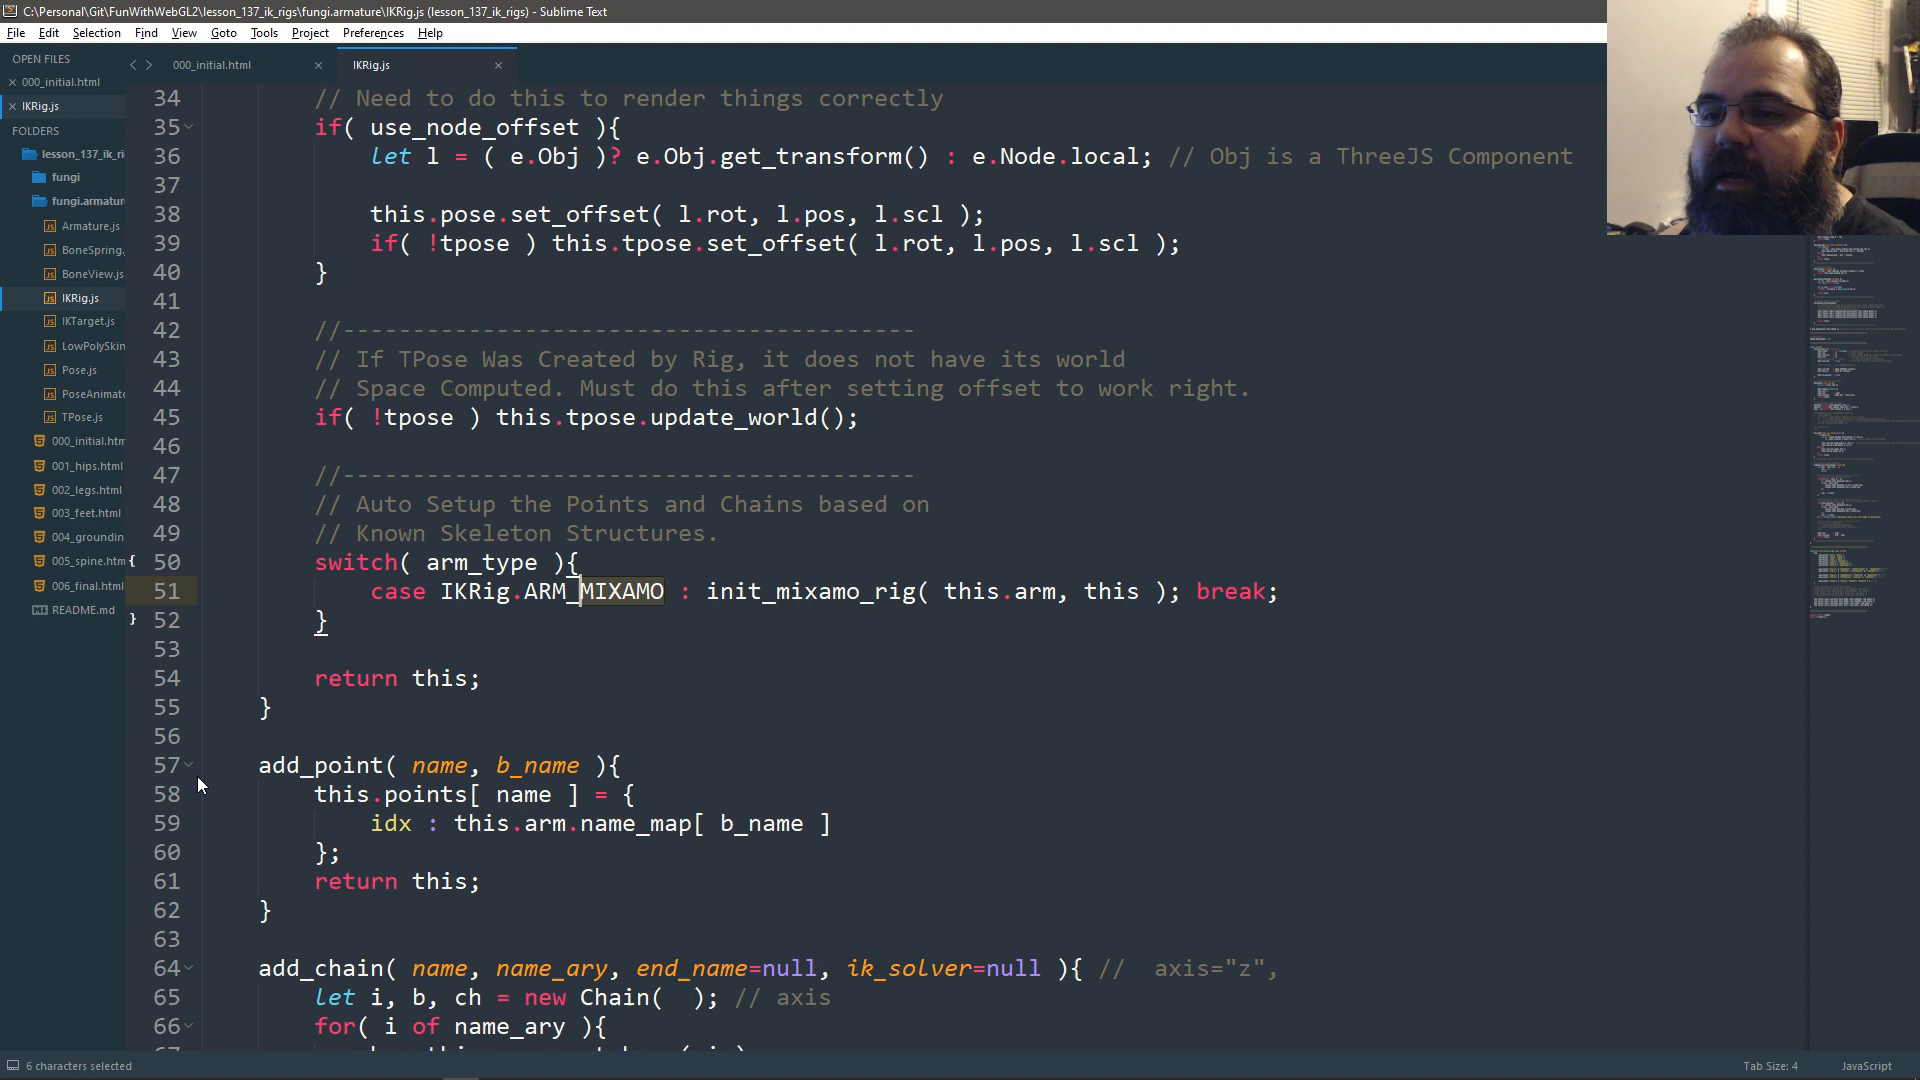 C:\Personal\Git\FunWithWebGL2\lesson_137_ik_rigs\fungi.armature\IKRig.js (lesson_137_ik_rigs) - Sublime Text
File Edit Selection Find View Goto Tools Project Preferences Help
OPEN FILES
000_initial.html
IKRig.js
FOLDERS
lesson_137_ik_ri
fungi
fungi.armature
Armature.js
BoneSpring.
BoneView.js
IKRig.js
IKTarget.js
LowPolySkin
Pose.js
PoseAnimato
TPose.js
000_initial.htm
001_hips.html
002_legs.html
003_feet.html
004_groundin
005_spine.htm
006_final.html
README.md
000_initial.html
IKRig.js
34 // Need to do this to render things correctly
35 if( use_node_offset ){
36 let l = ( e.Obj )? e.Obj.get_transform() : e.Node.local; // Obj is a ThreeJS Component
37
38 this.pose.set_offset( l.rot, l.pos, l.scl );
39 if( !tpose ) this.tpose.set_offset( l.rot, l.pos, l.scl );
40 }
41
42 //-----------------------------------------
43 // If TPose Was Created by Rig, it does not have its world
44 // Space Computed. Must do this after setting offset to work right.
45 if( !tpose ) this.tpose.update_world();
46
47 //-----------------------------------------
48 // Auto Setup the Points and Chains based on
49 // Known Skeleton Structures.
50 switch( arm_type ){
51 case IKRig.ARM_MIXAMO : init_mixamo_rig( this.arm, this ); break;
52 }
53
54 return this;
55 }
56
57 add_point( name, b_name ){
58 this.points[ name ] = {
59 idx : this.arm.name_map[ b_name ]
60 };
61 return this;
62 }
63
64 add_chain( name, name_ary, end_name=null, ik_solver=null ){ // axis="z",
65 let i, b, ch = new Chain( ); // axis
66 for( i of name_ary ){
6 characters selected
Tab Size: 4
JavaScript